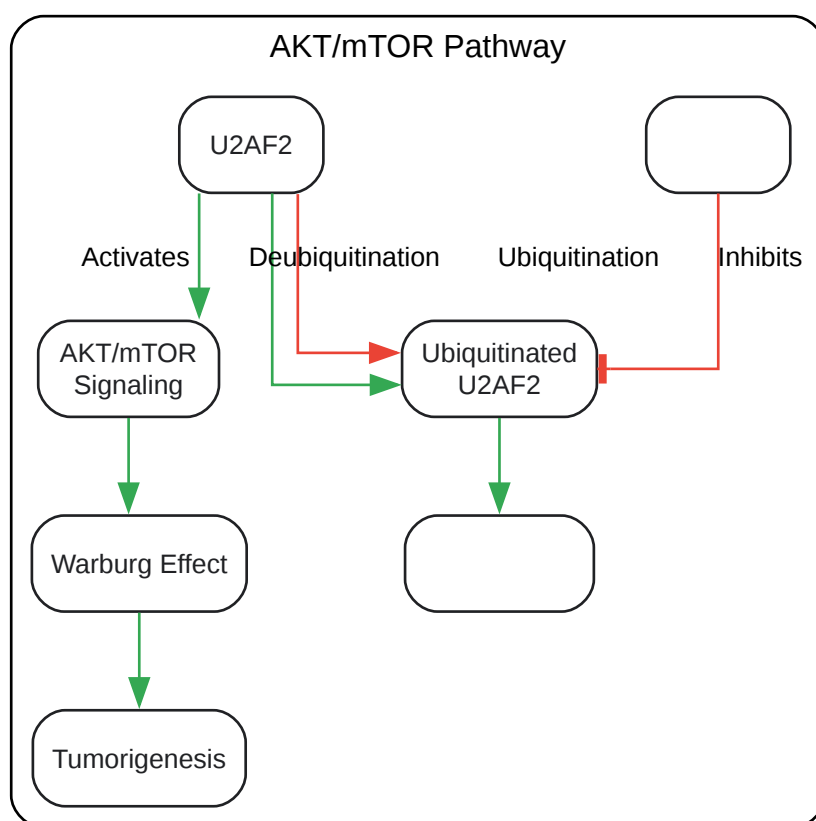 AKT/mTOR Pathway
U2AF2
Activates
Deubiquitination
Ubiquitination
Inhibits
AKT/mTOR
Signaling
Ubiquitinated
U2AF2
Warburg Effect
Tumorigenesis